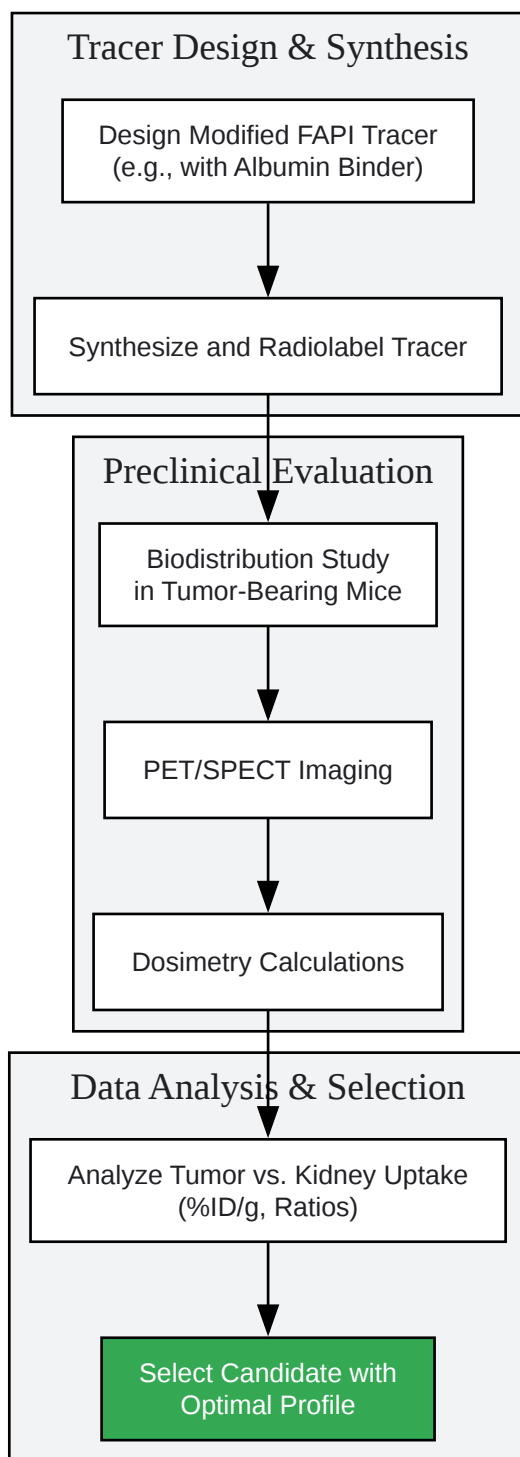 Tracer Design & Synthesis
Design Modified FAPI Tracer
(e.g., with Albumin Binder)
Synthesize and Radiolabel Tracer
Preclinical Evaluation
Biodistribution Study
in Tumor-Bearing Mice
PET/SPECT Imaging
Dosimetry Calculations
Data Analysis & Selection
Analyze Tumor vs. Kidney Uptake
(%ID/g, Ratios)
Select Candidate with
Optimal Profile